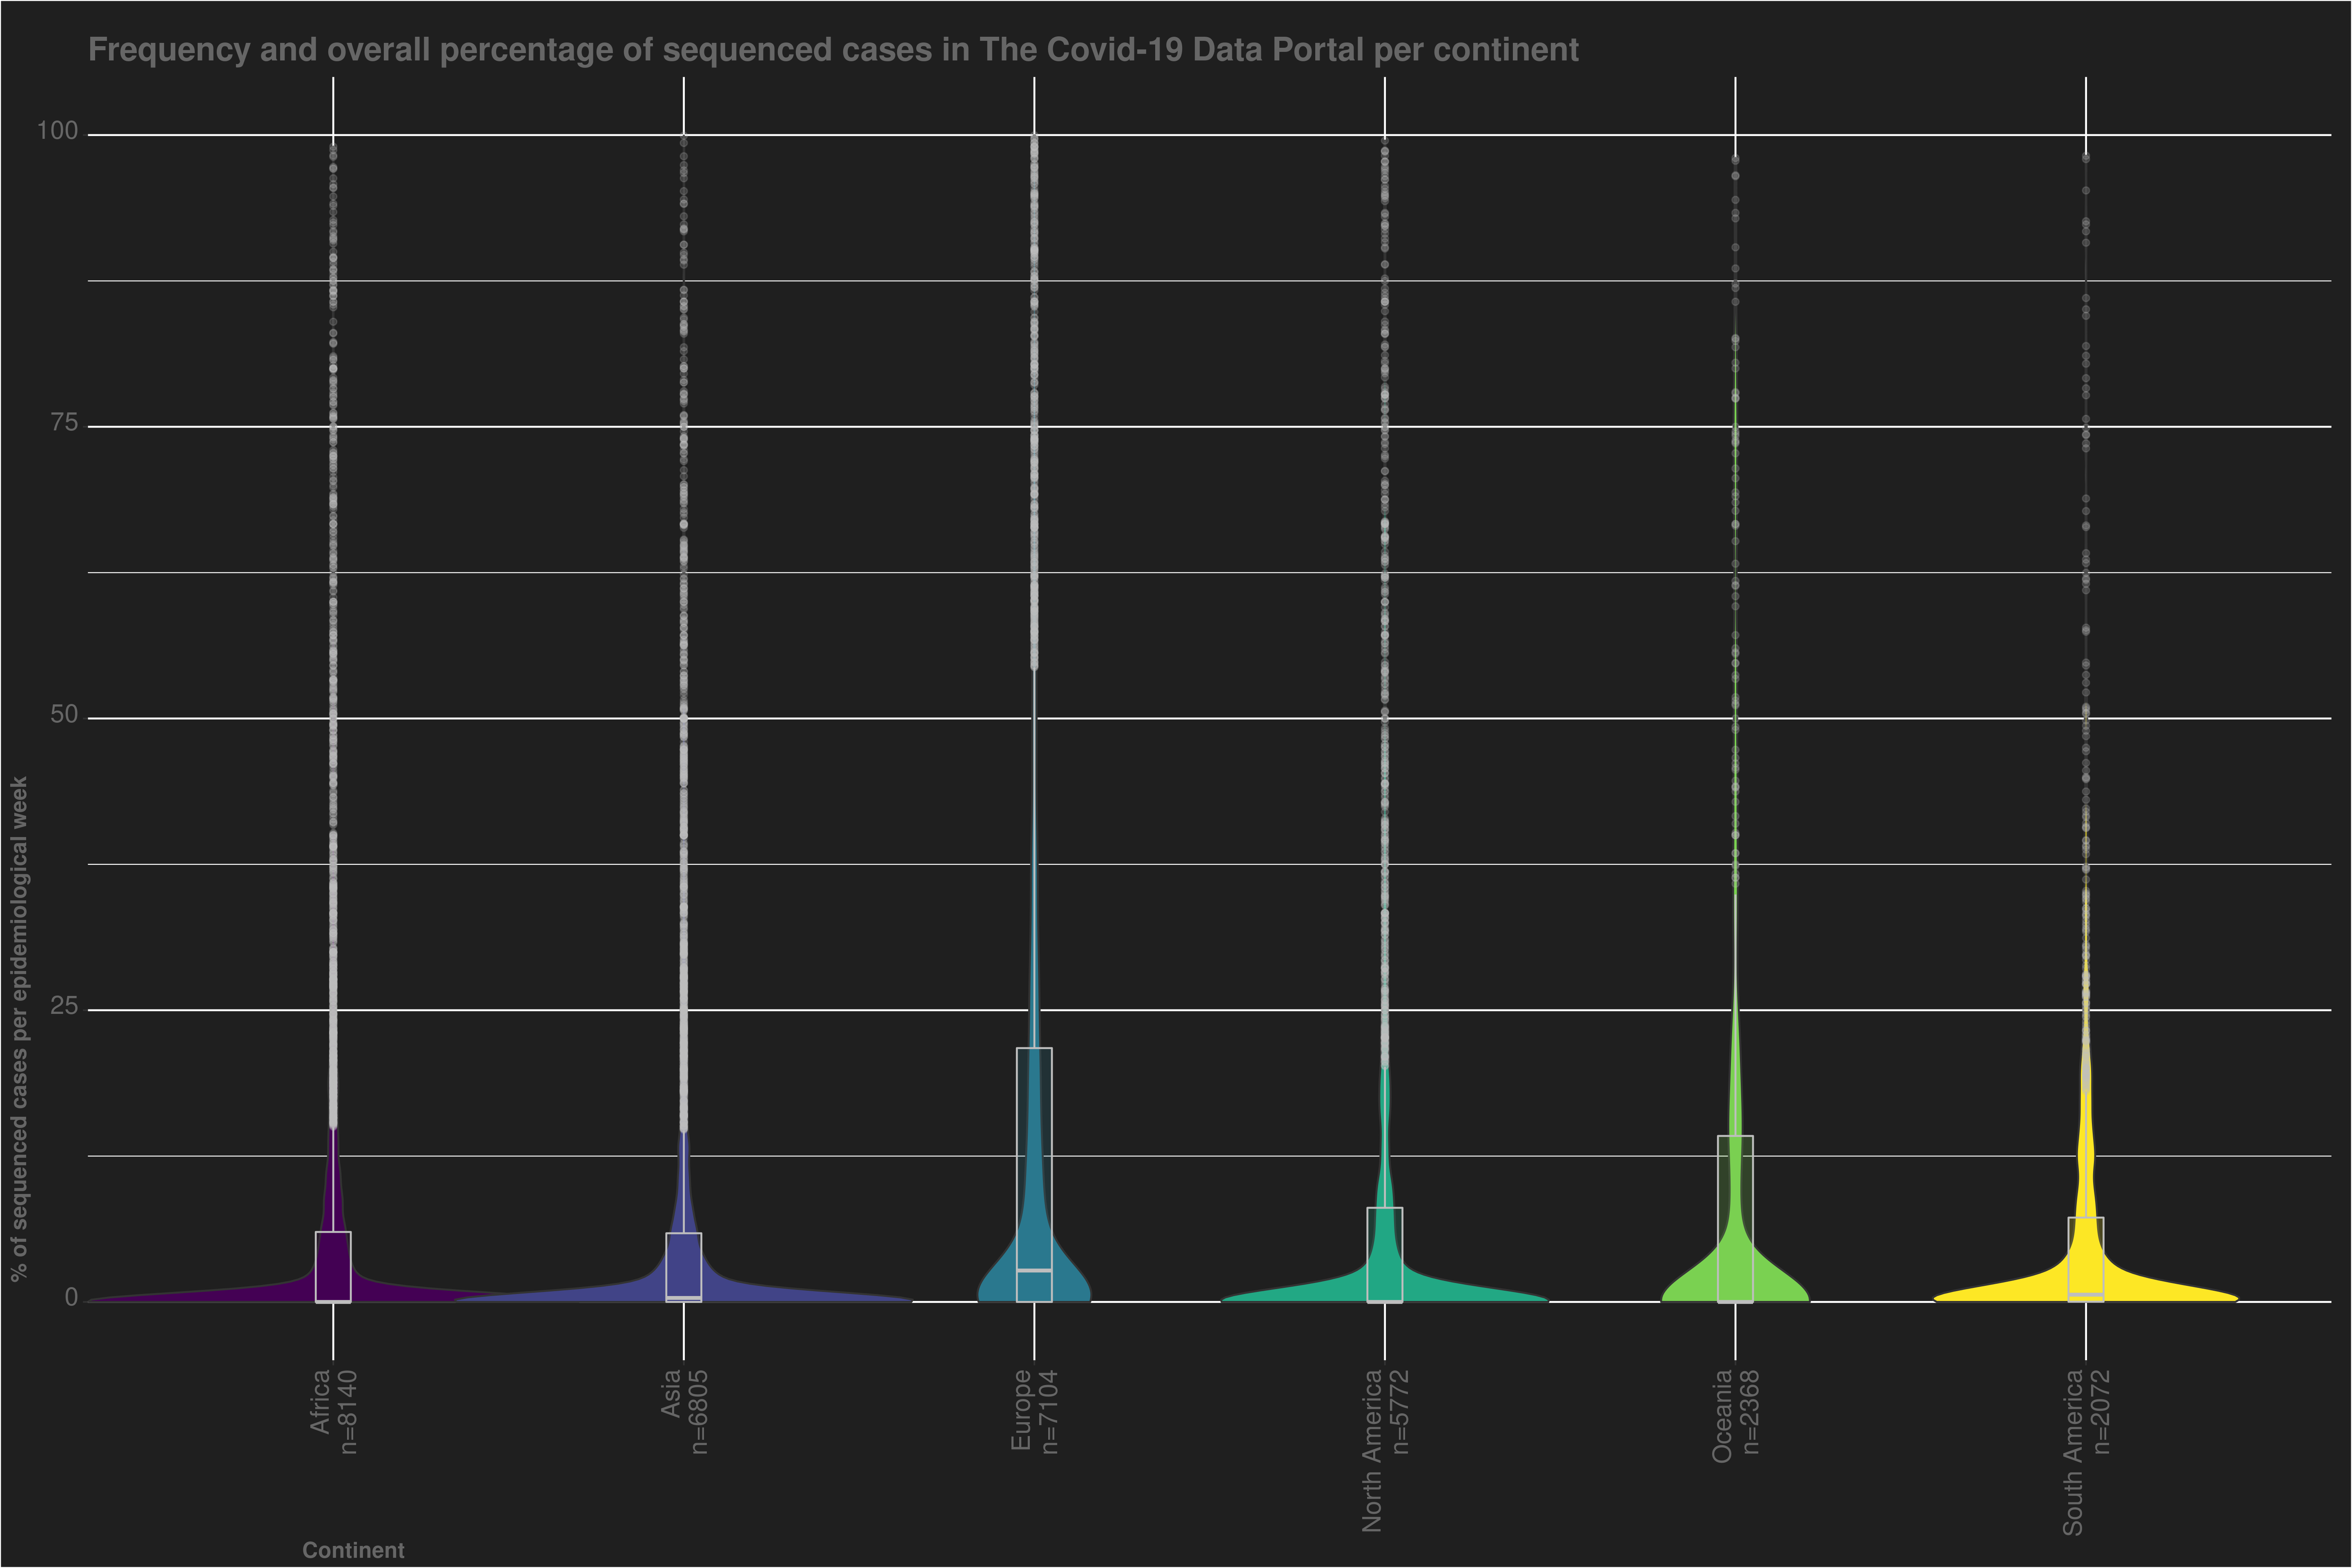 Frequency and overall percentage of sequenced cases in The Covid-19 Data Portal per continent
% of sequenced cases per epidemiological week
100
75
50
25
0
Africa
n=8140
Asia
n=6805
Europe
n=7104
North America
n=5772
Oceania
n=2368
South America
n=2072
Continent